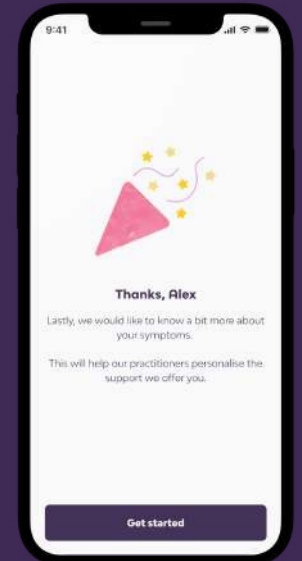 9:41
Thanks, Alex
Lastly, we would like to know a bit more about
your symptoms.
This will help our practitioners personalise the
support we offer you.
Get started